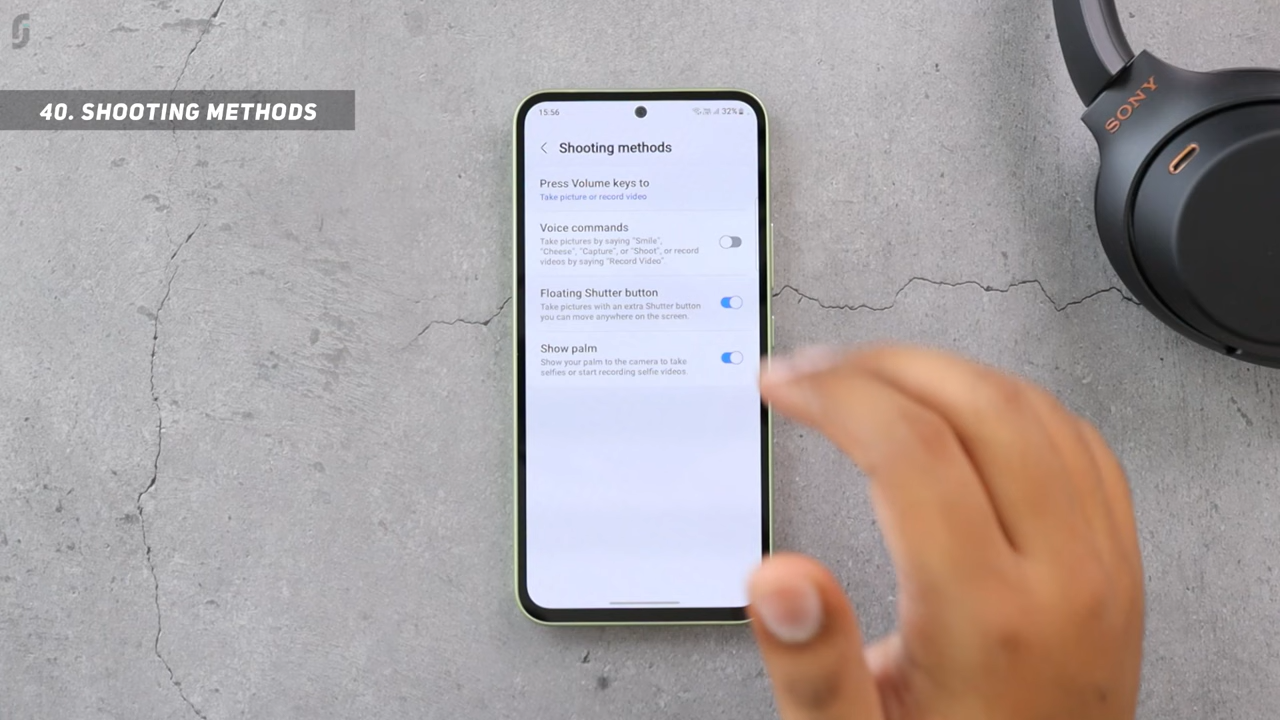 40. SHOOTING METHODS
SONY
15:56
32%
Shooting methods
Press Volume keys to
Take picture or record video
Voice commands
Take pictures by saying "Smile",
"Cheese", "Capture", or "Shoot", or record
videos by saying "Record Video".
Floating Shutter button
Take pictures with an extra Shutter button
you can move anywhere on the screen.
Show palm
Show your palm to the camera to take
selfies or start recording selfie videos.